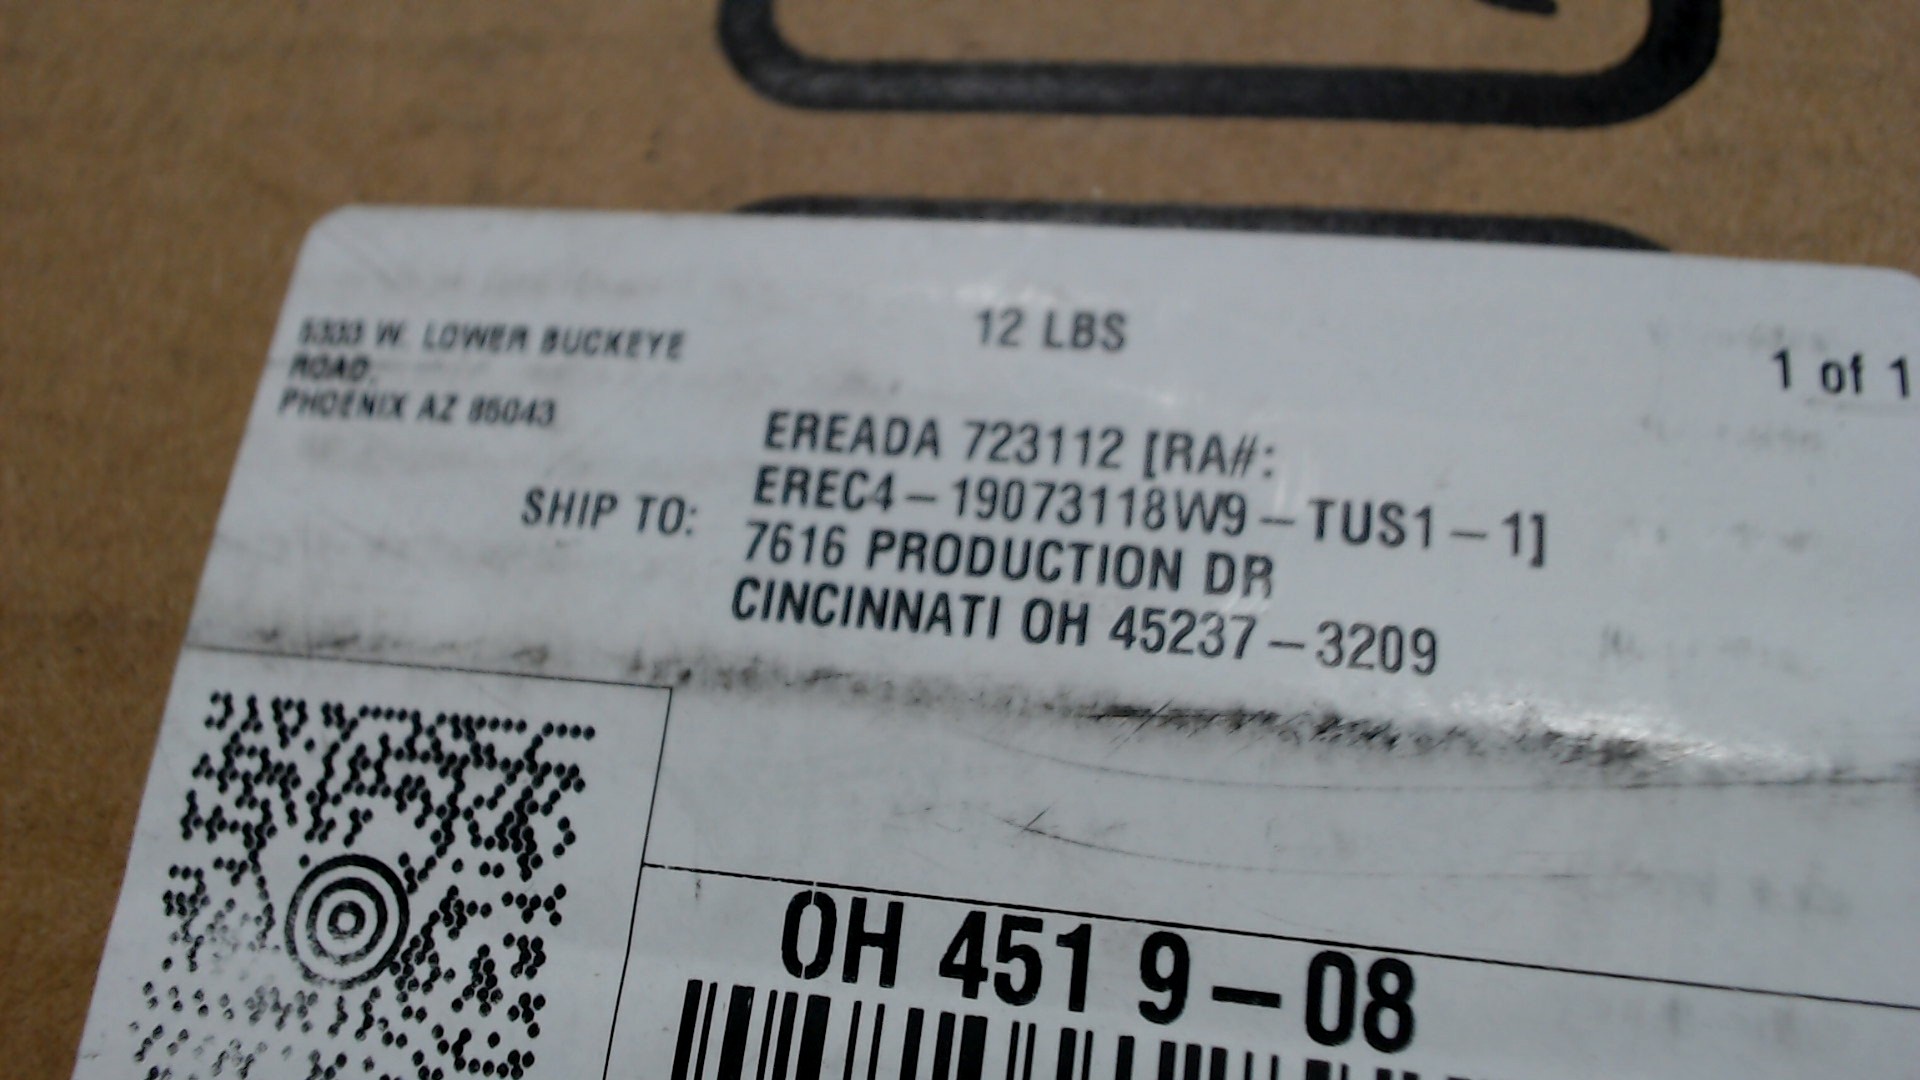 5333 W. LOWER BUCKEYE
ROAD,
PHOENIX AZ 85043
12 LBS
1 of 1
SHIP TO:
EREADA 723112 [RA#:
EREC4-19073118W9-TUS1-1]
7616 PRODUCTION DR
CINCINNATI OH 45237-3209
OH 451 9-08